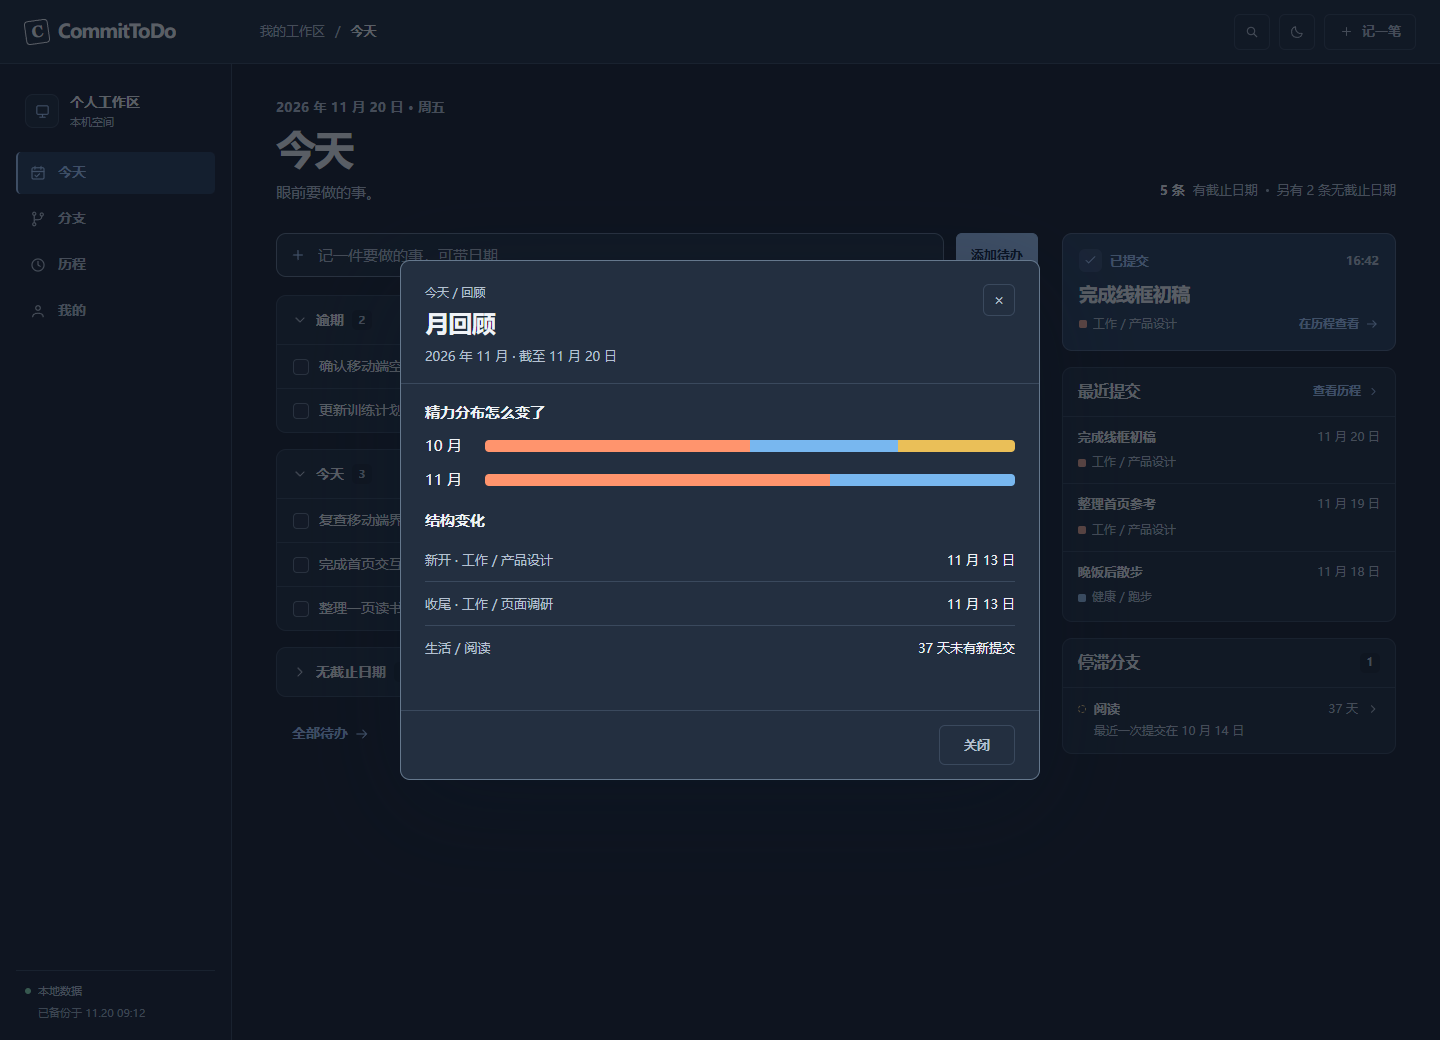 C CommitToDo
我的工作区 / 今天
记一笔
个人工作区
本机空间
今天
分支
历程
我的
本地数据
已备份于 11.20 09:12
2026 年 11 月 20 日 • 周五
今天
眼前要做的事。
5 条 有截止日期 • 另有 2 条无截止日期
记一件要做的事，可带日期
添加待办
逾期 2
确认移动端空
更新训练计划
今天 3
复查移动端界
完成首页交互
整理一页读书
无截止日期
全部待办 →
今天 / 回顾
月回顾
2026 年 11 月 · 截至 11 月 20 日
精力分布怎么变了
10 月
11 月
结构变化
新开 · 工作 / 产品设计 11 月 13 日
收尾 · 工作 / 页面调研 11 月 13 日
生活 / 阅读 37 天未有新提交
关闭
已提交 16:42
完成线框初稿
工作 / 产品设计 在历程查看 →
最近提交 查看历程
完成线框初稿 11 月 20 日
工作 / 产品设计
整理首页参考 11 月 19 日
工作 / 产品设计
晚饭后散步 11 月 18 日
健康 / 跑步
停滞分支 1
阅读 37 天
最近一次提交在 10 月 14 日